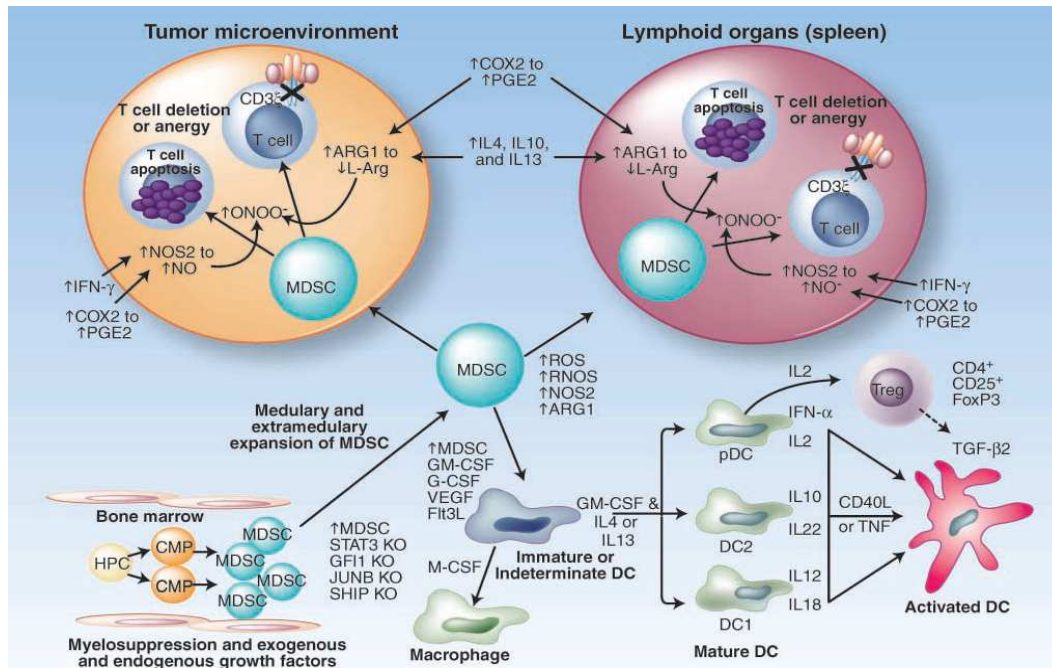 Tumor microenvironment
Lymphoid organs (spleen)
↑COX2 to
↑PGE2
CD3ξ
T cell deletion
or anergy
T cell
T cell
apoptosis
↑ARG1 to
↓L-Arg
↑ONOO-
↑NOS2 to
↑NO
MDSC
↑IFN-γ
↑COX2 to
↑PGE2
↑IL4, IL10,
and IL13
T cell
apoptosis
T cell deletion
or anergy
↑ARG1 to
↓L-Arg
CD3ξ
T cell
↑ONOO-
MDSC
↑NOS2 to
↑NO-
↑IFN-γ
↑COX2 to
↑PGE2
MDSC
↑ROS
↑RNOS
↑NOS2
↑ARG1
Medulary and
extramedulary
expansion of MDSC
↑MDSC
GM-CSF
G-CSF
VEGF
Flt3L
Bone marrow
HPC
CMP
CMP
MDSC
MDSC
MDSC
MDSC
↑MDSC
STAT3 KO
GFI1 KO
JUNB KO
SHIP KO
Myelosuppression and exogenous
and endogenous growth factors
M-CSF
Macrophage
Immature or
Indeterminate DC
GM-CSF &
IL4 or
IL13
IL2
Treg
CD4+
CD25+
FoxP3
IFN-α
IL2
pDC
TGF-β2
IL10
IL22
DC2
CD40L
or TNF
IL12
IL18
DC1
Mature DC
Activated DC